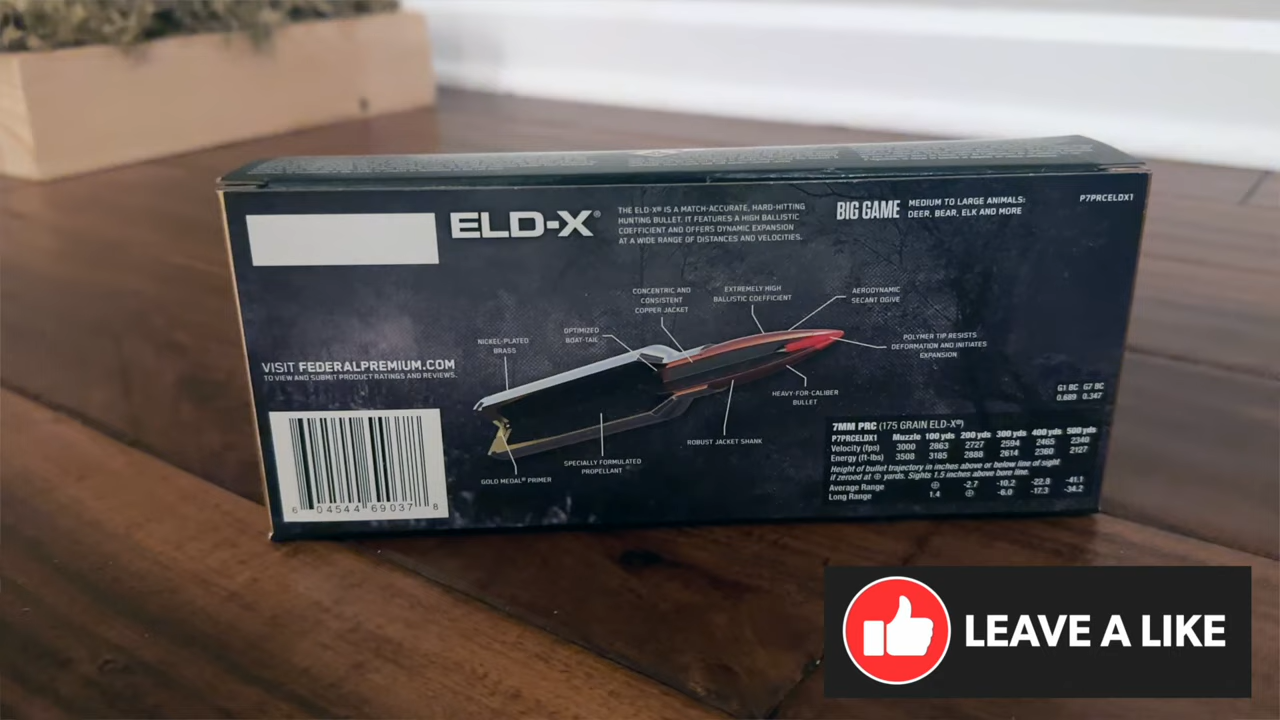 ELD-X®
THE ELD-X® IS A MATCH-ACCURATE, HARD-HITTING
HUNTING BULLET. IT FEATURES A HIGH BALLISTIC
COEFFICIENT AND OFFERS DYNAMIC EXPANSION
AT A WIDE RANGE OF DISTANCES AND VELOCITIES.
BIG GAME
MEDIUM TO LARGE ANIMALS:
DEER, BEAR, ELK AND MORE
P7PRCELDX1
CONCENTRIC AND
CONSISTENT
COPPER JACKET
EXTREMELY HIGH
BALLISTIC COEFFICIENT
AERODYNAMIC
SECANT OGIVE
OPTIMIZED
BOAT-TAIL
NICKEL-PLATED
BRASS
POLYMER TIP RESISTS
DEFORMATION AND INITIATES
EXPANSION
VISIT FEDERALPREMIUM.COM
TO VIEW AND SUBMIT PRODUCT RATINGS AND REVIEWS.
HEAVY-FOR-CALIBER
BULLET
G1 BC G7 BC
0.689 0.347
ROBUST JACKET SHANK
SPECIALLY FORMULATED
PROPELLANT
GOLD MEDAL® PRIMER
7MM PRC (175 GRAIN ELD-X®)
P7PRCELDX1 Muzzle 100 yds 200 yds 300 yds 400 yds 500 yds
Velocity (fps) 3000 2863 2727 2594 2465 2340
Energy (ft-lbs) 3508 3185 2888 2614 2360 2127
Height of bullet trajectory in inches above or below line of sight
if zeroed at ⊕ yards. Sights 1.5 inches above bore line.
Average Range ⊕ -2.7 -10.2 -22.8 -41.1
Long Range 1.4 ⊕ -6.0 -17.3 -34.2
6 04544 69037 8
LEAVE A LIKE